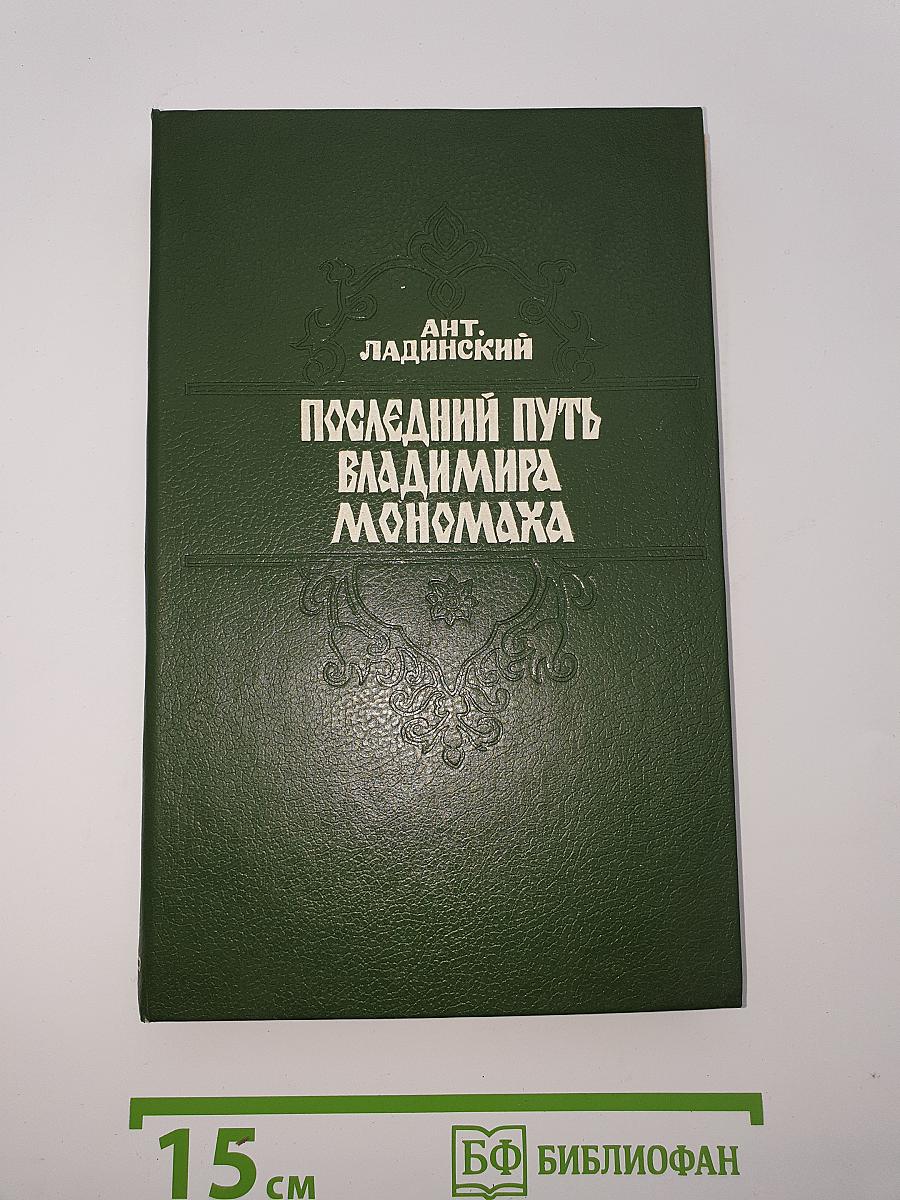 АНТ.
ЛАДИНСКИЙ
ПОСЛЕДНИЙ ПУТЬ
ВЛАДИМИРА
МОНОМАХА
15 см
БФ БИБЛИОФАН